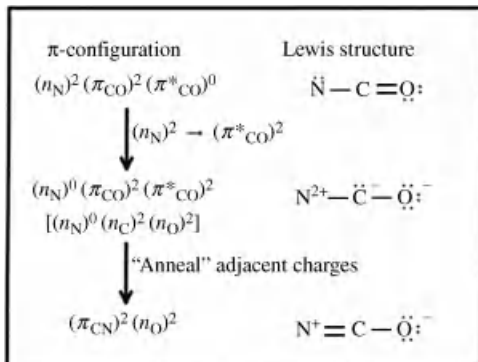 π-configuration Lewis structure
(n_N)² (π_CO)² (π*_CO)⁰ N̈—C=Ö:
(n_N)² → (π*_CO)²
(n_N)⁰ (π_CO)² (π*_CO)² N²⁺—C̈⁻—Ö:⁻
[(n_N)⁰ (n_C)² (n_O)²]
"Anneal" adjacent charges
(π_CN)² (n_O)² N⁺=C—Ö:⁻